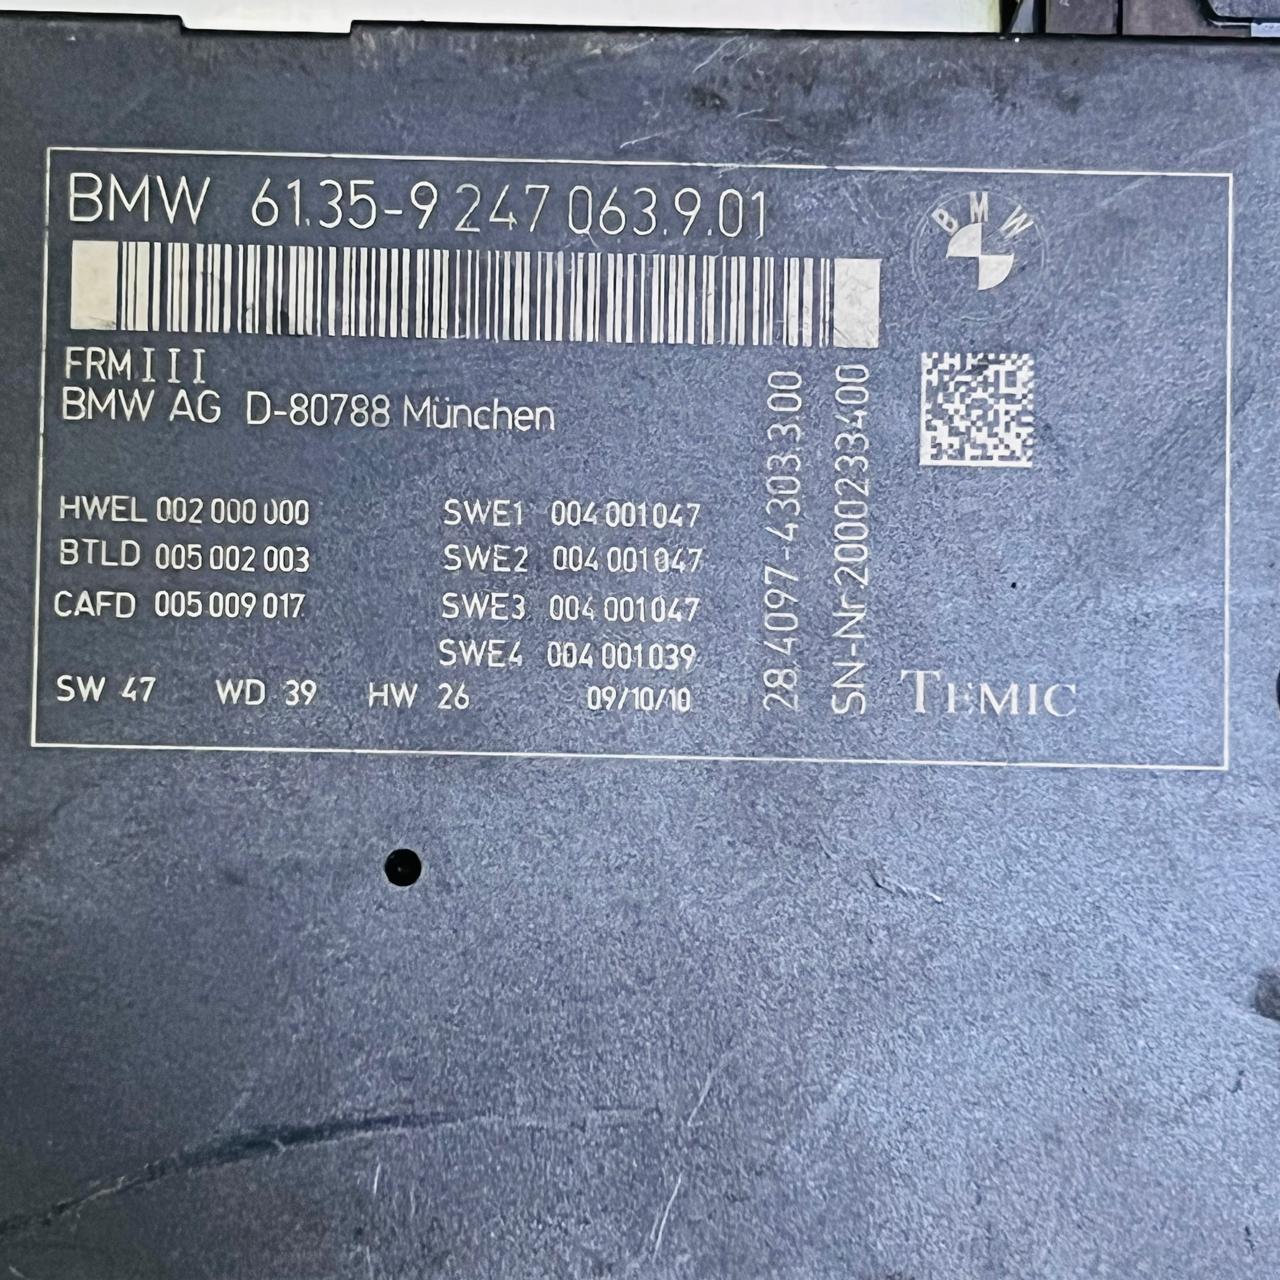 BMW 61.35-9 247 063.9.01
BMW
FRM III
BMW AG D-80788 München
HWEL 002 000 000 SWE1 004 001047
BTLD 005 002 003 SWE2 004 001047
CAFD 005 009 017 SWE3 004 001047
SWE4 004 001039
SW 47 WD 39 HW 26 09/10/10
28.4097-4303.3.00
SN-Nr.2000233400
TEMIC